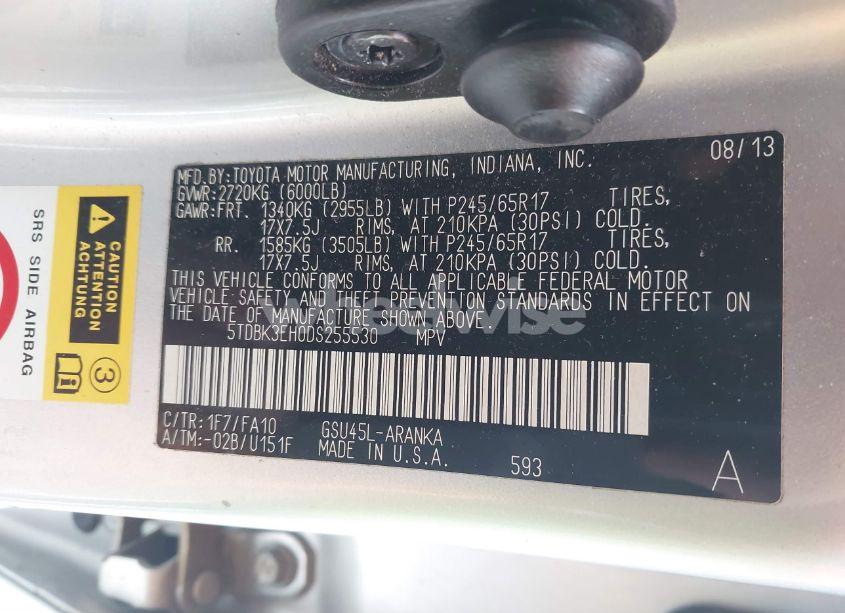 MFD.BY:TOYOTA MOTOR MANUFACTURING, INDIANA, INC. 08/13
GVWR:2720KG (6000LB)
GAWR:FRT. 1340KG (2955LB) WITH P245/65R17 TIRES,
17X7.5J RIMS, AT 210KPA (30PSI) COLD.
RR. 1585KG (3505LB) WITH P245/65R17 TIRES,
17X7.5J RIMS, AT 210KPA (30PSI) COLD.
THIS VEHICLE CONFORMS TO ALL APPLICABLE FEDERAL MOTOR
VEHICLE SAFETY AND THEFT PREVENTION STANDARDS IN EFFECT ON
THE DATE OF MANUFACTURE SHOWN ABOVE.
5TDBK3EH0DS255530 MPV
C/TR:1F7/FA10 GSU45L-ARANKA
A/TM:-02B/U151F MADE IN U.S.A. 593 A
SRS SIDE AIRBAG
CAUTION
ATTENTION
ACHTUNG
3